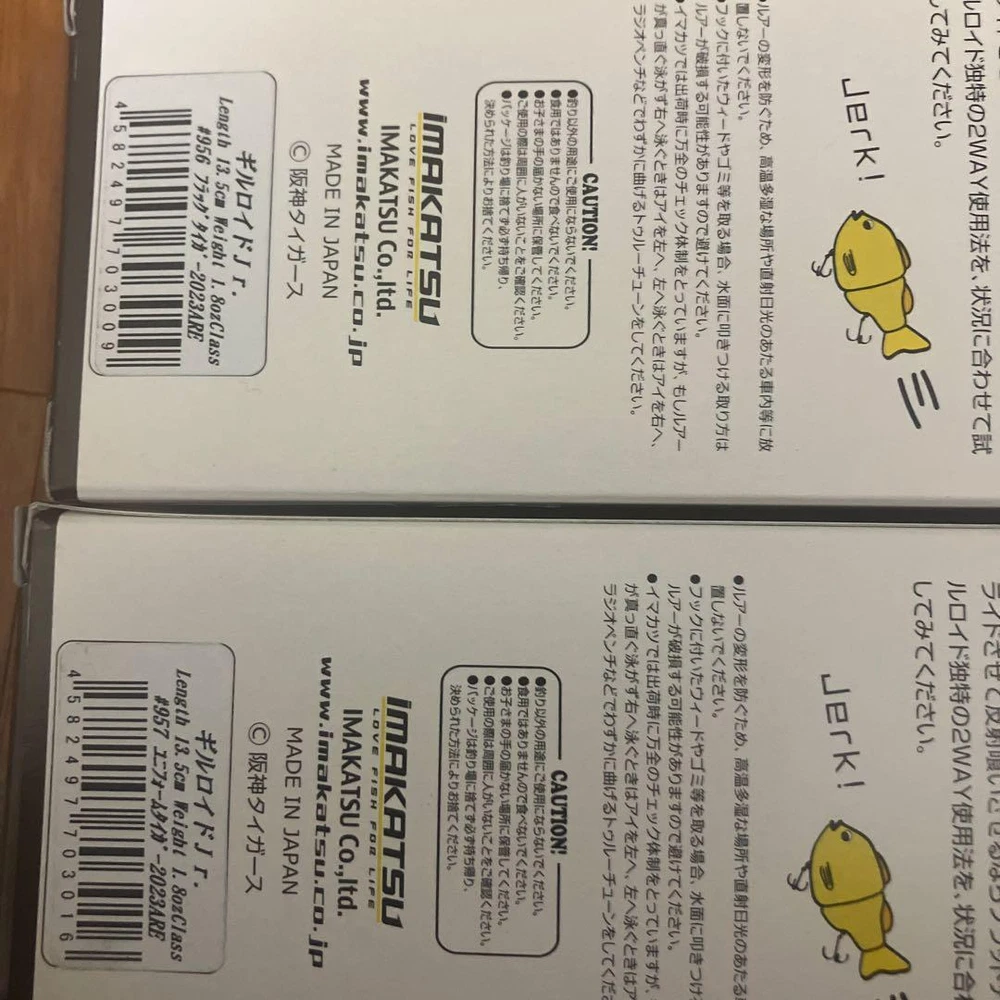 ルロイド独特の2WAY使用法を、状況に合わせて試
してみてください。
Jerk!
ルアーの変形を防ぐため、高温多湿な場所や直射日光のあたる車内等に放
置しないでください。
●フックに付いたウィードやゴミ等を取る場合、水面に叩きつける取り方は
ルアーが破損する可能性がありますので避けてください。
●イマカツでは出荷時に万全のチェック体制をとっていますが、もしルアー
が真っ直ぐ泳がず右へ泳ぐときはアイを左へ、左へ泳ぐときはアイを右へ、
ラジオペンチなどでわずかに曲げるトゥルーチューンをしてください。
CAUTION!
●釣り以外の用途にご使用にならないでください。
●食用ではありませんので食べないでください。
●お子さまの手の届かない場所に保管してください。
●ご使用の際は周囲に人がいないことをご確認ください。
●パッケージは釣り場に捨てず必ず持ち帰り、
決められた方法によりお捨てください。
IMAKATSU
LOVE FISH FOR LIFE
IMAKATSU Co.,ltd.
www.imakatsu.co.jp
MADE IN JAPAN
© 阪神タイガース
ギルロイドJr.
Length 13.5cm Weight 1.8ozClass
#956 ブラックタイガー-2023ARE
4582497703009
ルロイド独特の2WAY使用法を、状況に合わ
してみてください。
Jerk!
●ルアーの変形を防ぐため、高温多湿な場所や直射日光のあたる
置しないでください。
●フックに付いたウィードやゴミ等を取る場合、水面に叩きつけ
ルアーが破損する可能性がありますので避けてください。
●イマカツでは出荷時に万全のチェック体制をとっていますが、
が真っ直ぐ泳がず右へ泳ぐときはアイを左へ、左へ泳ぐときはア
ラジオペンチなどでわずかに曲げるトゥルーチューンをしてくだ
CAUTION!
●釣り以外の用途にご使用にならないでください。
●食用ではありませんので食べないでください。
●お子さまの手の届かない場所に保管してください。
●ご使用の際は周囲に人がいないことをご確認ください。
●パッケージは釣り場に捨てず必ず持ち帰り、
決められた方法によりお捨てください。
IMAKATSU
LOVE FISH FOR LIFE
IMAKATSU Co.,ltd.
www.imakatsu.co.jp
MADE IN JAPAN
© 阪神タイガース
ギルロイドJr.
Length 13.5cm Weight 1.8ozClass
#957 ユニフォームタイガー-2023ARE
4582497703016